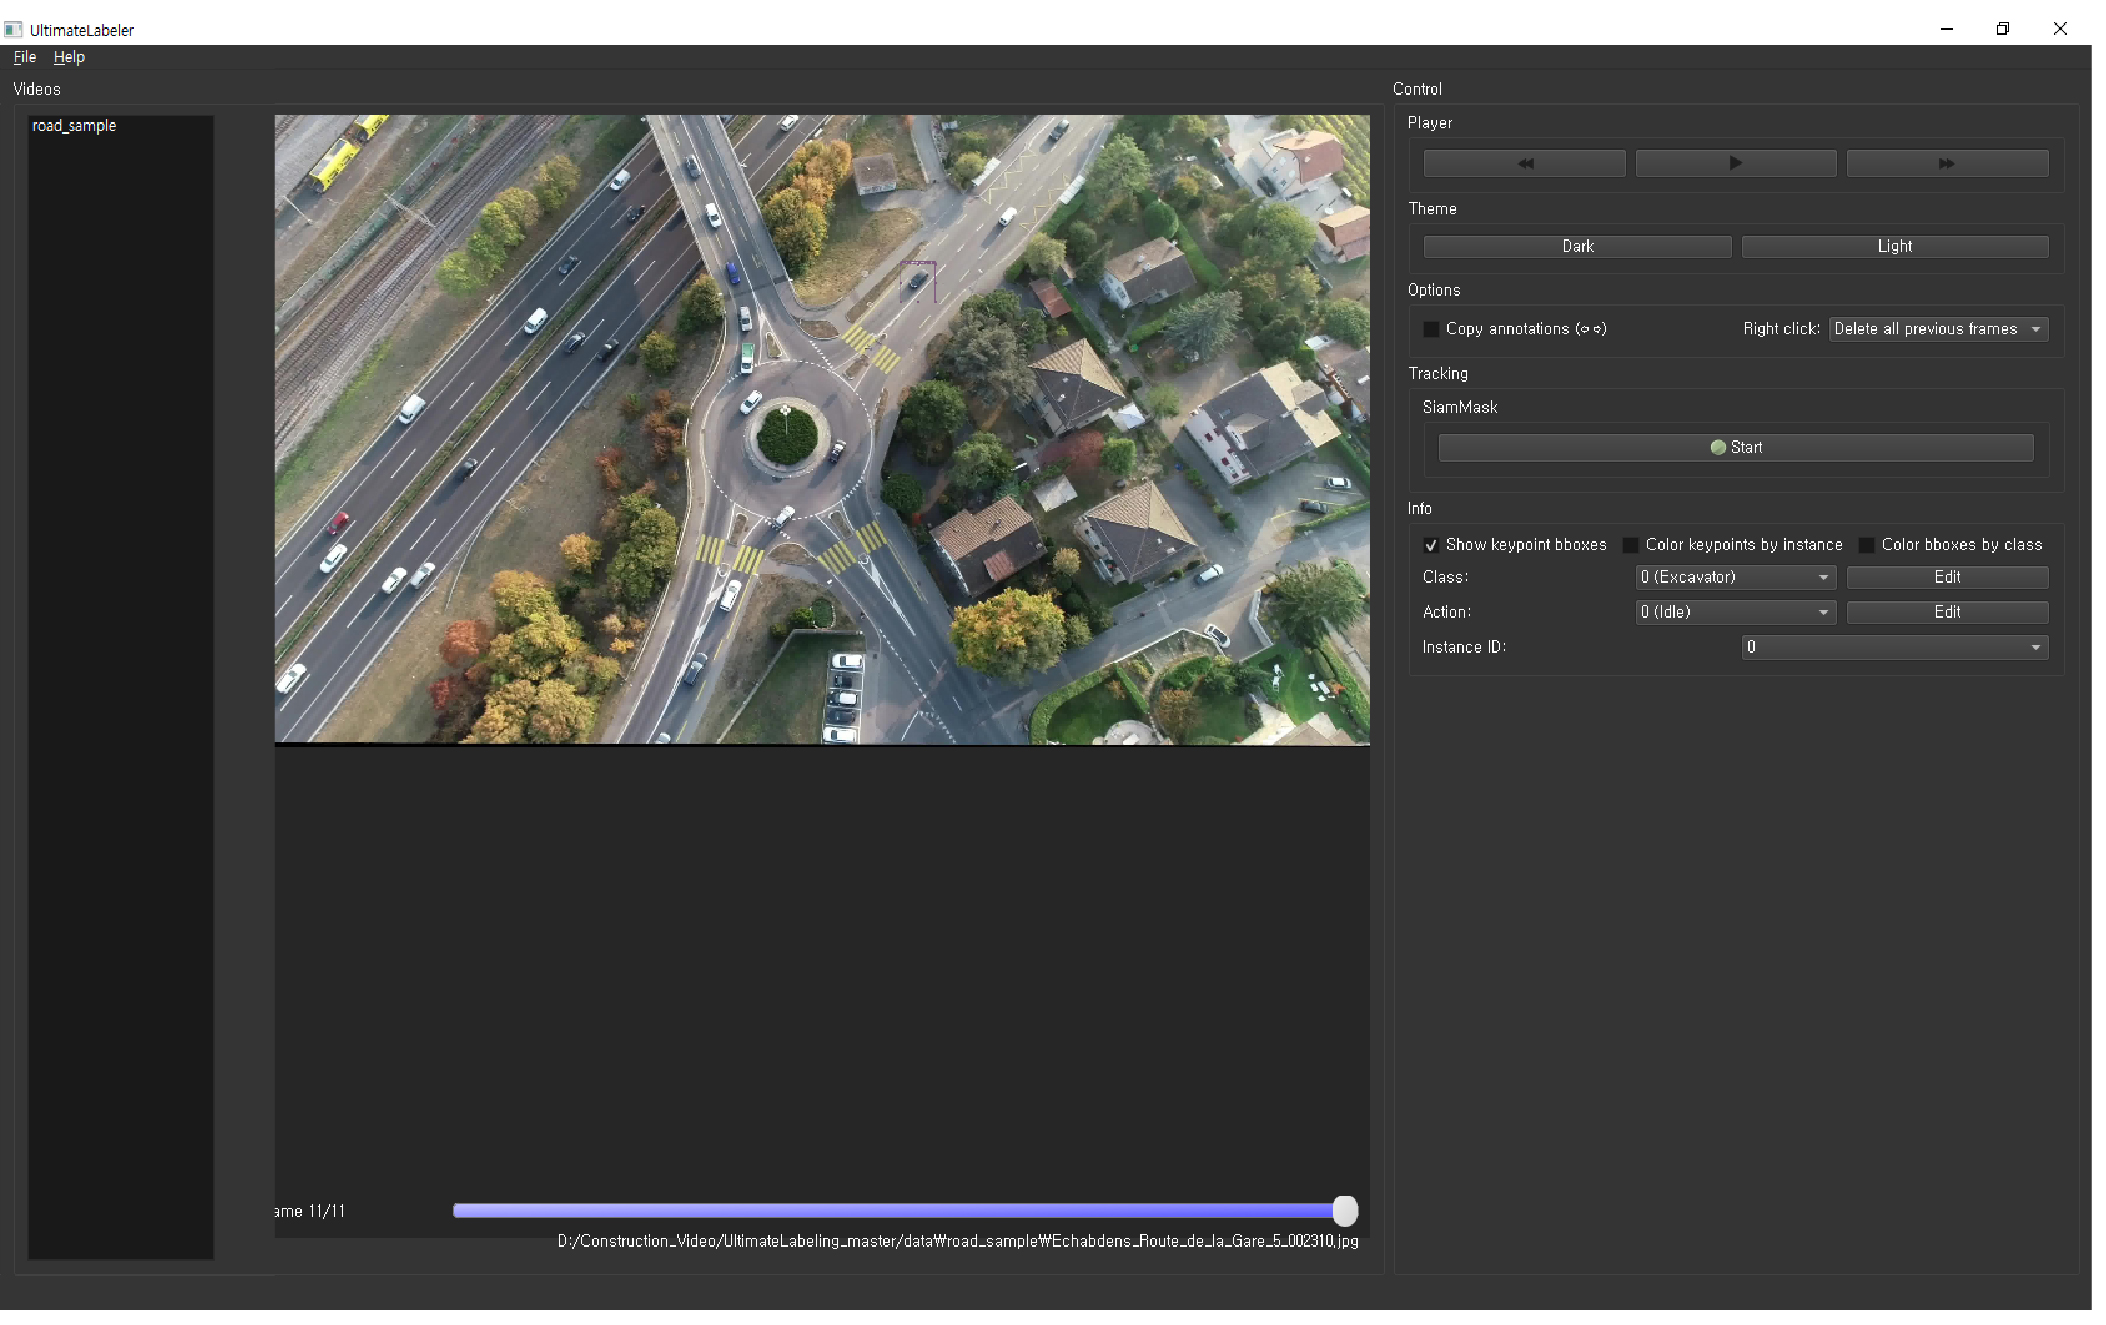 UltimateLabeler
File Help
Videos
road_sample
ame 11/11
D:/Construction_Video/UltimateLabeling_master/data₩road_sample₩Echabdens_Route_de_la_Gare_5_002310.jpg
Control
Player
Theme
Dark Light
Options
Copy annotations (⇦ ⇨) Right click: Delete all previous frames
Tracking
SiamMask
Start
Info
Show keypoint bboxes Color keypoints by instance Color bboxes by class
Class: 0 (Excavator) Edit
Action: 0 (Idle) Edit
Instance ID: 0